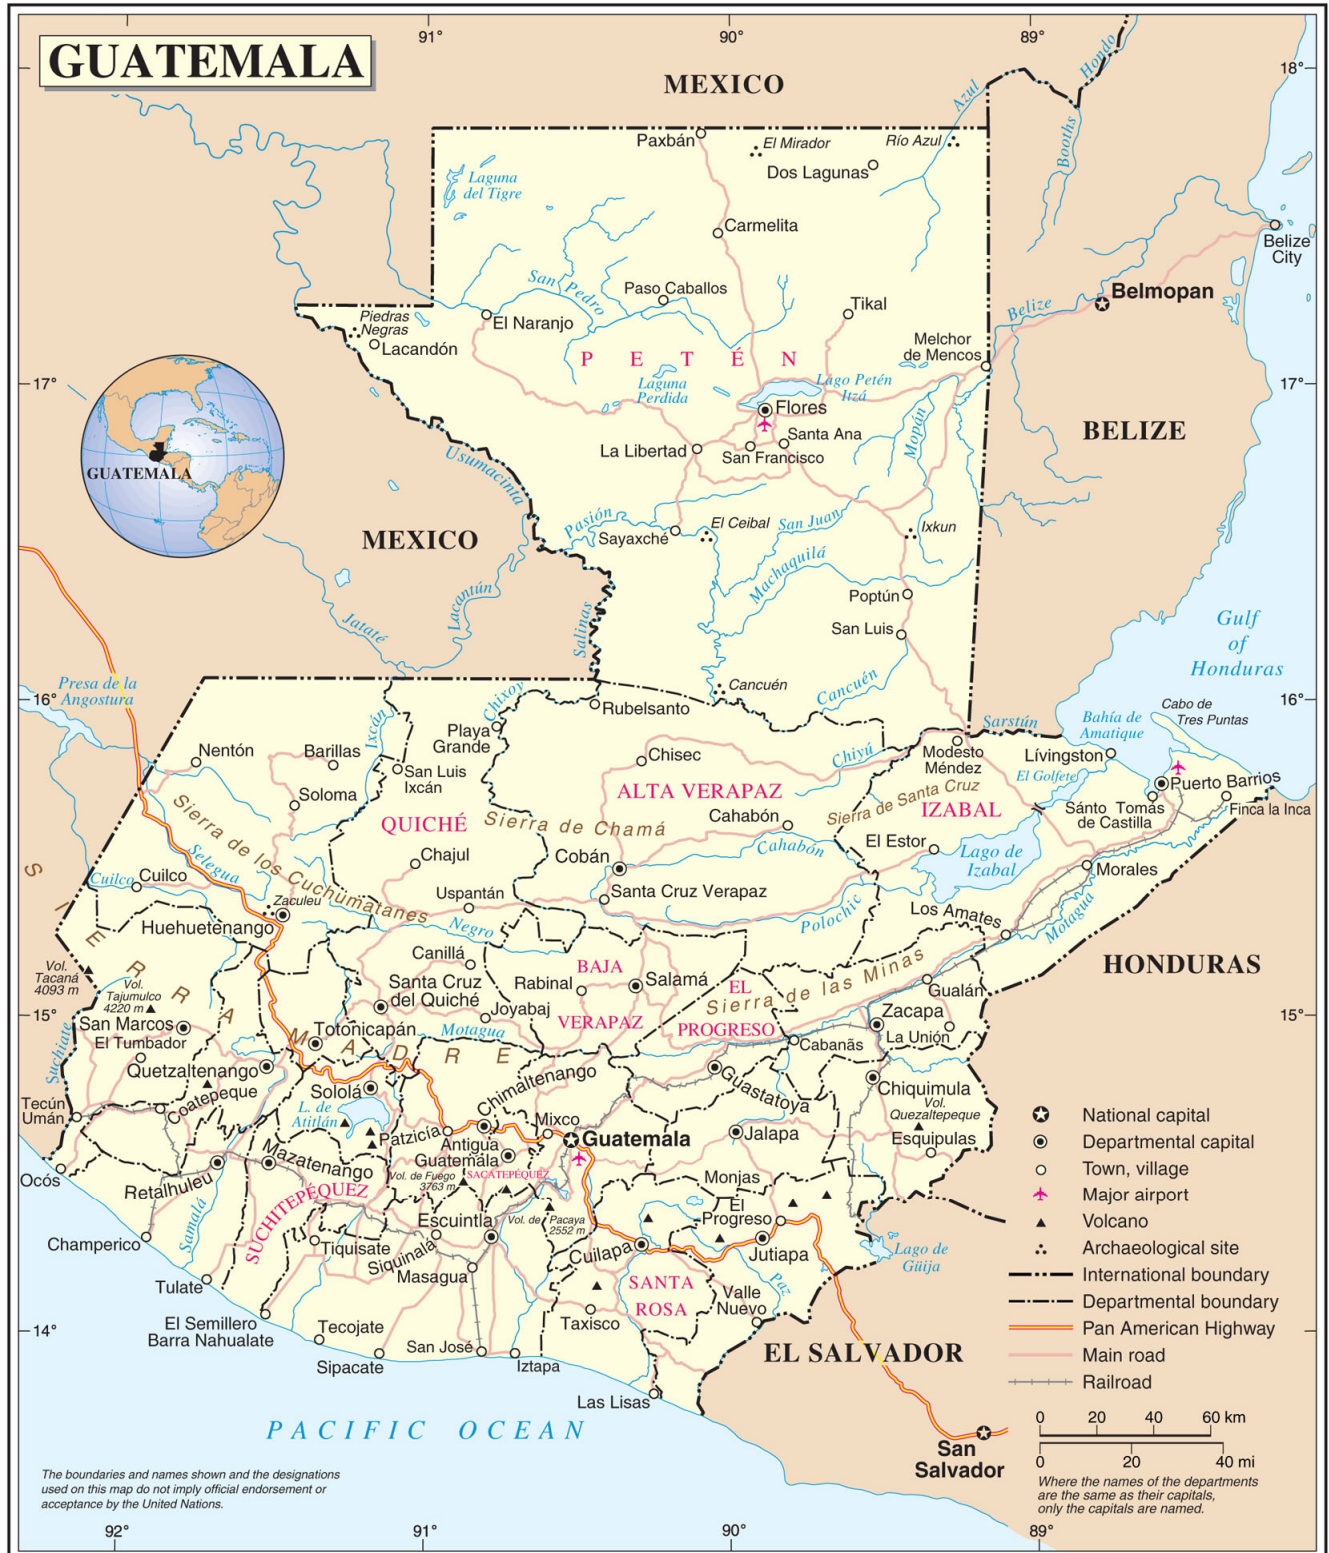 91°
90°
89°
GUATEMALA
18°
18°
MEXICO
Hondo
Azul
Booths
Paxbán
El Mirador
Río Azul
Dos Lagunas
Laguna
del Tigre
Carmelita
Belize
City
San Pedro
Paso Caballos
Tikal
Belmopan
Belize
Piedras
Negras
El Naranjo
Lacandón
Melchor
de Mencos
PETÉN
17°
17°
Laguna
Perdida
Lago Petén
Itzá
Flores
Mopán
BELIZE
Santa Ana
La Libertad
San Francisco
GUATEMALA
Usumacinta
MEXICO
Pasión
Sayaxché
El Ceibal
San Juan
Ixkun
Machaquilá
Poptún
Lacantún
Jataté
Salinas
San Luis
Gulf
of
Honduras
Presa de la
Angostura
16°
16°
Cancuén
Cancuén
Chixoy
Ixcán
Rubelsanto
Sarstún
Bahía de
Amatique
Cabo de
Tres Puntas
Playa
Grande
Nentón
Barillas
San Luis
Ixcán
Chisec
Chiyú
Modesto
Méndez
Lívingston
El Golfete
Puerto Barrios
Soloma
ALTA VERAPAZ
Sierra de Santa Cruz
IZABAL
Sánto Tomás
de Castilla
Finca la Inca
QUICHÉ
Sierra de Chamá
Cahabón
Sierra de los Cuchumatanes
Chajul
Cobán
Cahabón
El Estor
Lago de
Izabal
Selegua
Cuilco
Cuilco
Morales
Zaculeu
Uspantán
Santa Cruz Verapaz
Polochic
Los Amates
Motagua
Huehuetenango
Negro
SIERRA MADRE
Canillá
BAJA
VERAPAZ
Salamá
Rabinal
EL
PROGRESO
Sierra de las Minas
HONDURAS
Vol.
Tacaná
4093 m
Vol.
Tajumulco
4220 m
Santa Cruz
del Quiché
Joyabaj
Gualán
15°
15°
San Marcos
El Tumbador
Totonicapán
Motagua
Zacapa
La Unión
Cabanãs
Suchiate
Quetzaltenango
Coatepeque
Chimaltenango
Guastatoya
Chiquimula
Vol.
Quezaltepeque
Sololá
L. de
Atitlán
Tecún
Umán
Patzicía
Mixco
Guatemala
Jalapa
Esquipulas
Antigua
Guatemala
Mazatenango
Vol. de Fuego
3763 m
SACATEPÉQUEZ
Ocós
Retalhuleu
Monjas
SUCHITEPÉQUEZ
Samalá
Escuintla
Vol. de Pacaya
2552 m
El
Progreso
Champerico
Tiquisate
Siquinalá
Cuilapa
Jutiapa
Lago de
Güija
Masagua
Tulate
SANTA
ROSA
Paz
Valle
Nuevo
El Semillero
Barra Nahualate
Taxisco
14°
Tecojate
San José
Sipacate
Iztapa
EL SALVADOR
Las Lisas
PACIFIC OCEAN
San
Salvador
National capital
Departmental capital
Town, village
Major airport
Volcano
Archaeological site
International boundary
Departmental boundary
Pan American Highway
Main road
Railroad
0 20 40 60 km
0 20 40 mi
Where the names of the departments
are the same as their capitals,
only the capitals are named.
The boundaries and names shown and the designations
used on this map do not imply official endorsement or
acceptance by the United Nations.
92°
91°
90°
89°